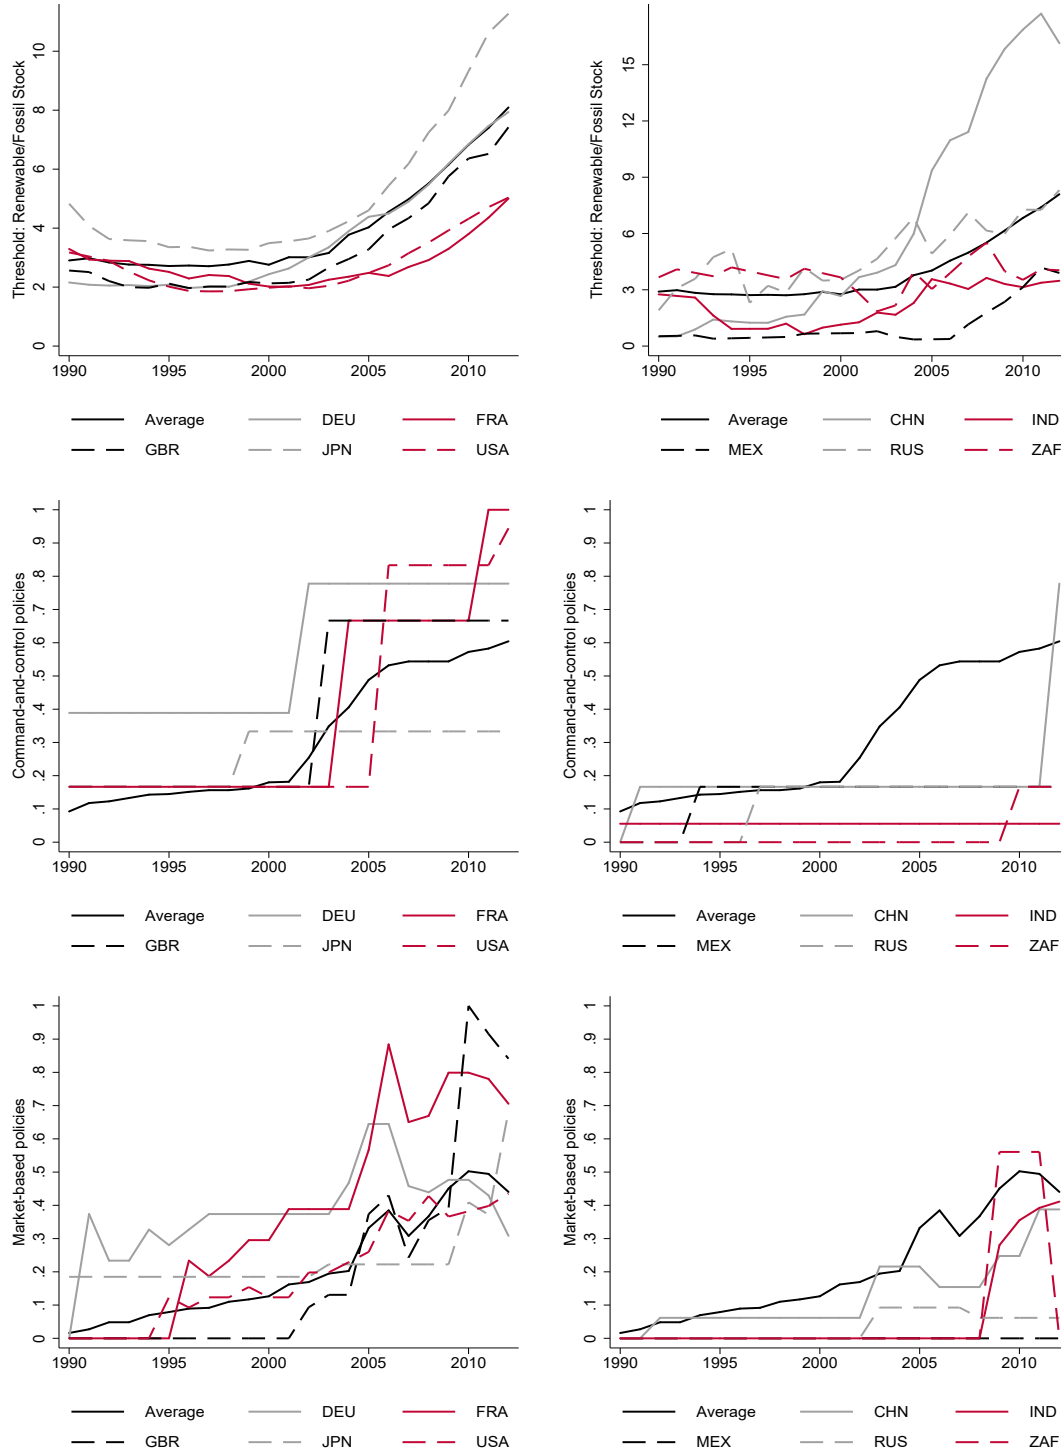 Threshold: Renewable/Fossil Stock
10
8
6
4
2
0
1990 1995 2000 2005 2010
Average DEU FRA
GBR JPN USA
Threshold: Renewable/Fossil Stock
15
12
9
6
3
0
1990 1995 2000 2005 2010
Average CHN IND
MEX RUS ZAF
Command-and-control policies
1
.9
.8
.7
.6
.5
.4
.3
.2
.1
0
1990 1995 2000 2005 2010
Average DEU FRA
GBR JPN USA
Command-and-control policies
1
.9
.8
.7
.6
.5
.4
.3
.2
.1
0
1990 1995 2000 2005 2010
Average CHN IND
MEX RUS ZAF
Market-based policies
1
.9
.8
.7
.6
.5
.4
.3
.2
.1
0
1990 1995 2000 2005 2010
Average DEU FRA
GBR JPN USA
Market-based policies
1
.9
.8
.7
.6
.5
.4
.3
.2
.1
0
1990 1995 2000 2005 2010
Average CHN IND
MEX RUS ZAF